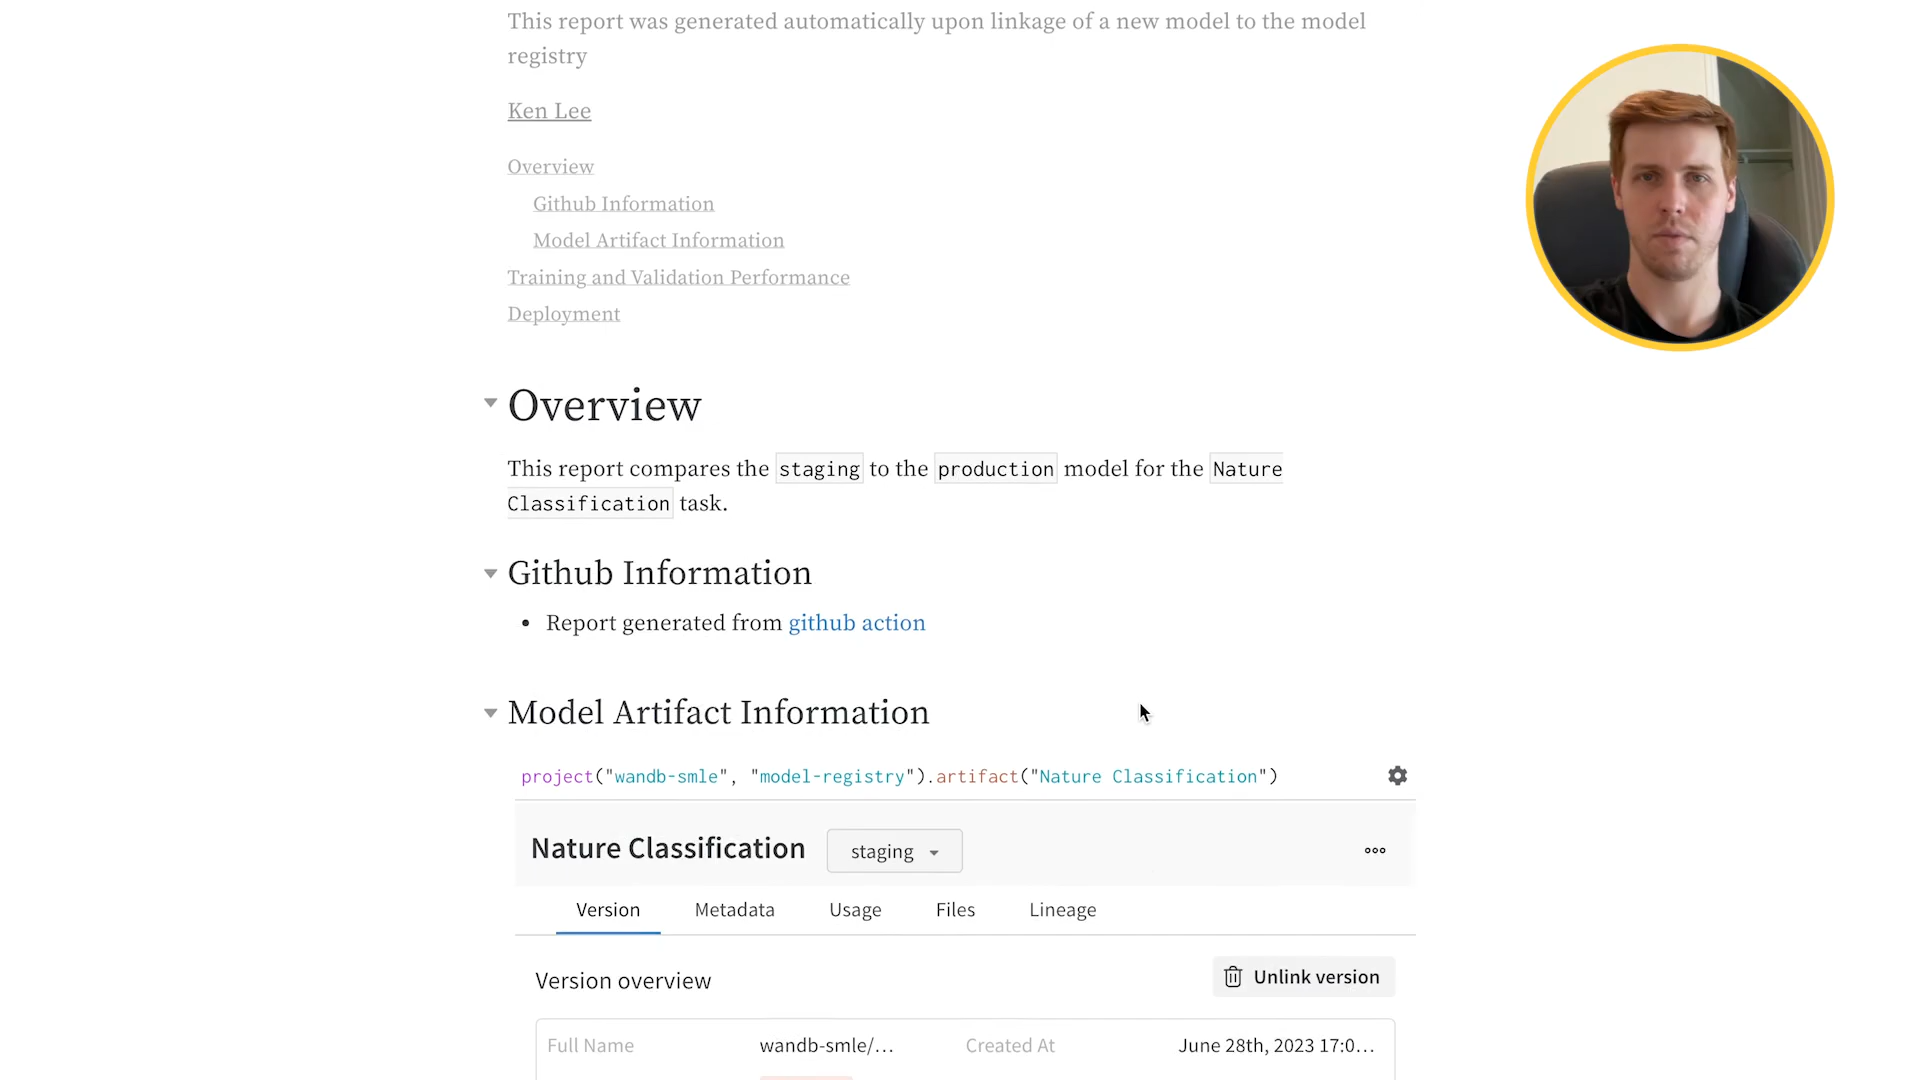 This report was generated automatically upon linkage of a new model to the model
registry
Ken Lee
Overview
Github Information
Model Artifact Information
Training and Validation Performance
Deployment
Overview
This report compares the staging to the production model for the Nature
Classification task.
Github Information
• Report generated from github action
Model Artifact Information
project("wandb-smle", "model-registry").artifact("Nature Classification")
Nature Classification staging
Version Metadata Usage Files Lineage
Version overview Unlink version
Full Name wandb-smle/... Created At June 28th, 2023 17:0...